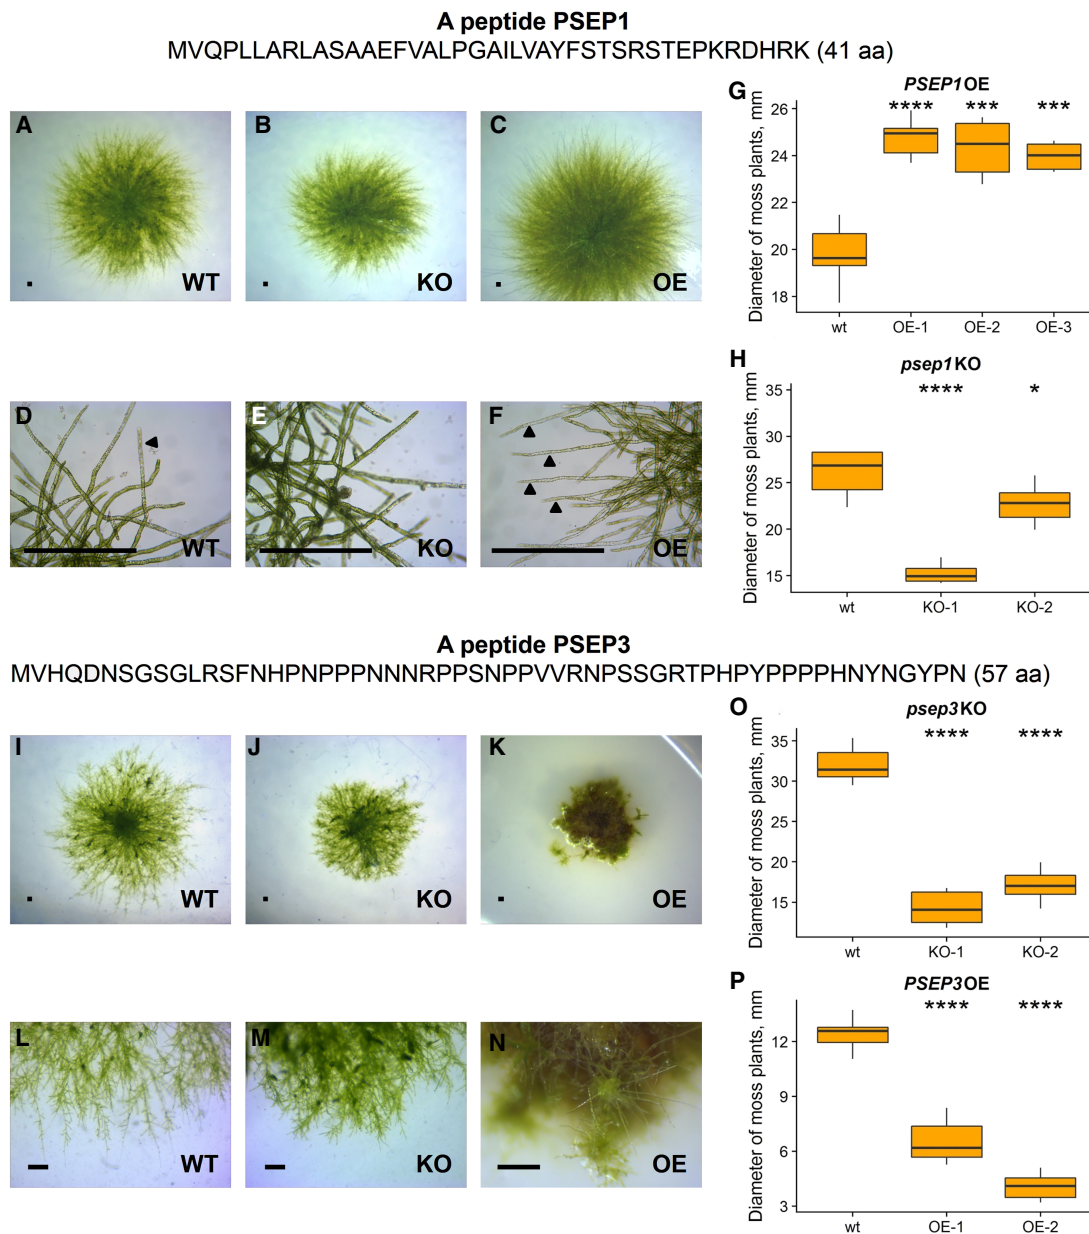 A peptide PSEP1
MVQPLLARLASAAEFVALPGAILVAYFSTSRSTEPKRDHRK (41 aa)
A
WT
B
KO
C
OE
G
PSEP1OE
**** *** ***
Diameter of moss plants, mm
26
24
22
20
18
wt OE-1 OE-2 OE-3
D
WT
E
KO
F
OE
H
psep1KO
**** *
Diameter of moss plants, mm
35
30
25
20
15
wt KO-1 KO-2
A peptide PSEP3
MVHQDNSGSGLRSFNHPNPPPNNNRPPSNPPVVRNPSSGRTPHPYPPPPHNYNGYPN (57 aa)
I
WT
J
KO
K
OE
O
psep3KO
**** ****
Diameter of moss plants, mm
35
30
25
20
15
wt KO-1 KO-2
L
WT
M
KO
N
OE
P
PSEP3OE
**** ****
Diameter of moss plants, mm
12
9
6
3
wt OE-1 OE-2